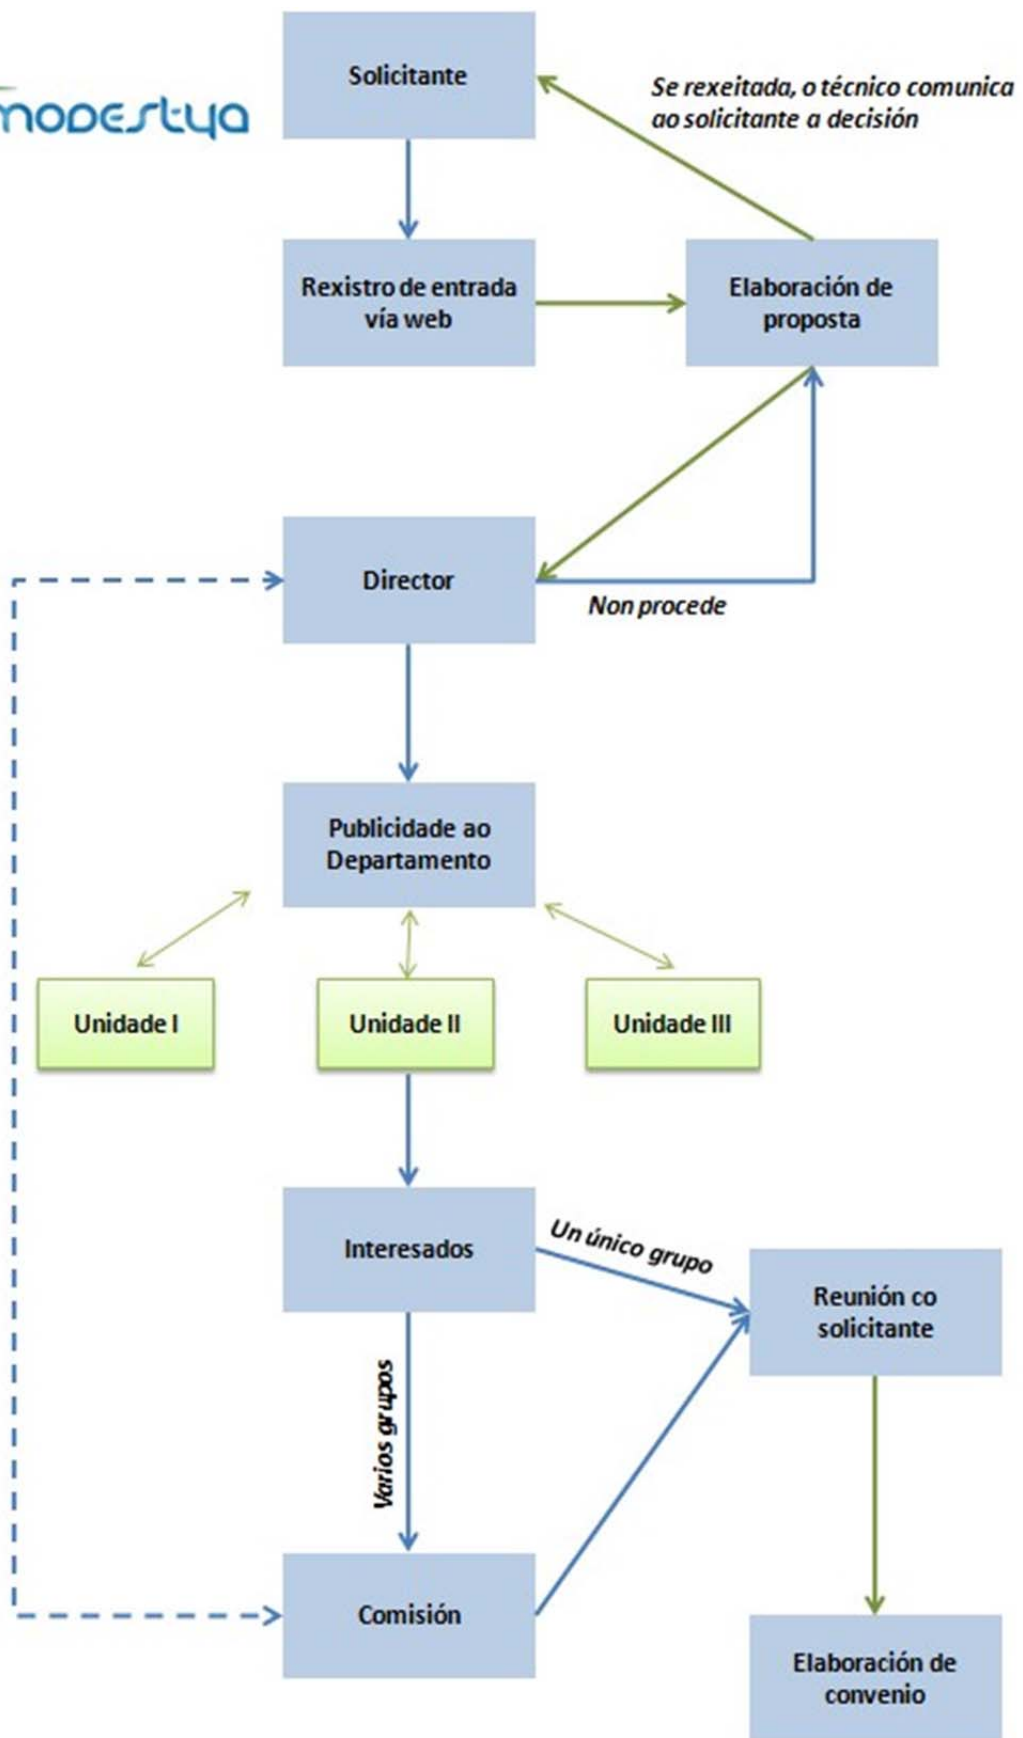 Solicitante
Se rexeitada, o técnico comunica
ao solicitante a decisión
modestya
Rexistro de entrada
vía web
Elaboración de
proposta
Director
Non procede
Publicidade ao
Departamento
Unidade I
Unidade II
Unidade III
Interesados
Un único grupo
Reunión co
solicitante
Varios grupos
Comisión
Elaboración de
convenio